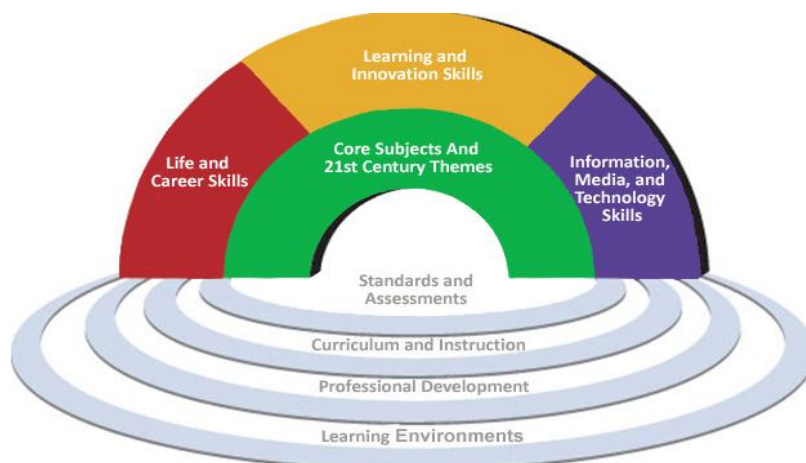 Learning and
Innovation Skills
Life and
Career Skills
Core Subjects And
21st Century Themes
Information,
Media, and
Technology
Skills
Standards and
Assessments
Curriculum and Instruction
Professional Development
Learning Environments